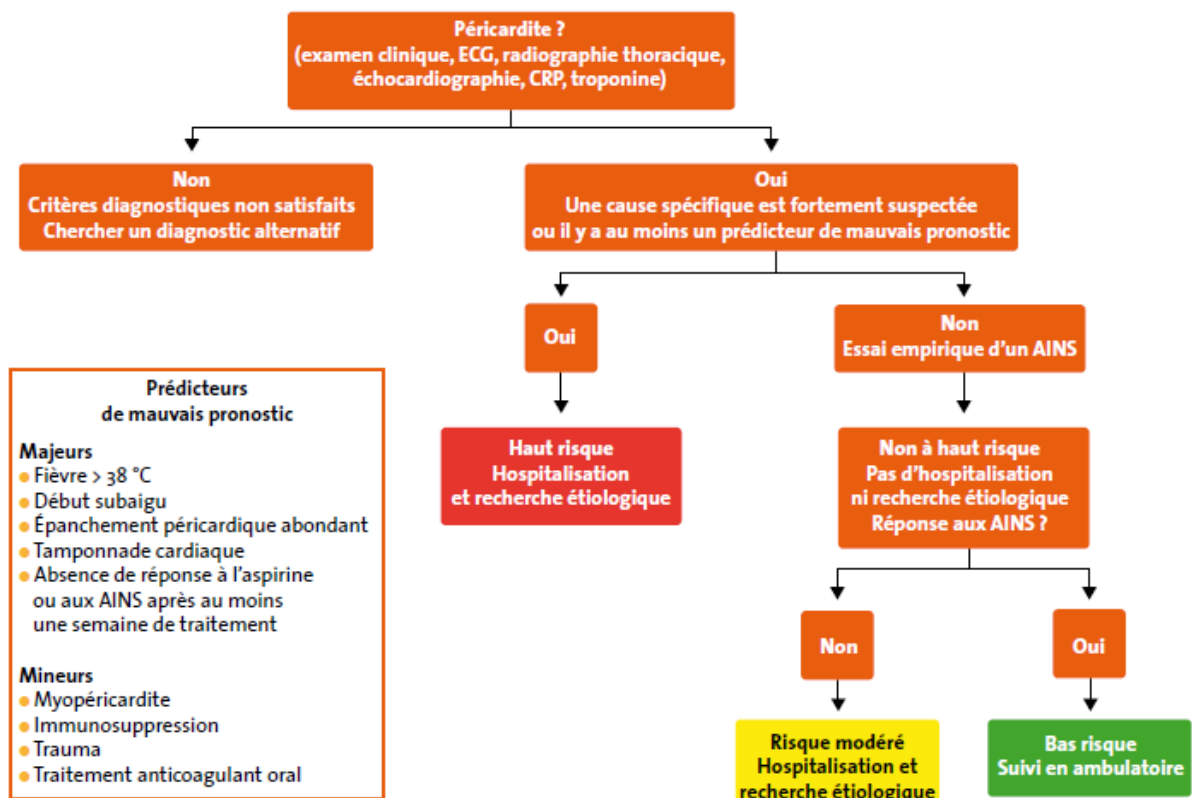 Péricardite ?
(examen clinique, ECG, radiographie thoracique,
échocardiographie, CRP, troponine)
Non
Critères diagnostiques non satisfaits
Chercher un diagnostic alternatif
Oui
Une cause spécifique est fortement suspectée
ou il y a au moins un prédicteur de mauvais pronostic
Oui
Non
Essai empirique d'un AINS
Haut risque
Hospitalisation
et recherche étiologique
Non à haut risque
Pas d'hospitalisation
ni recherche étiologique
Réponse aux AINS ?
Non
Oui
Risque modéré
Hospitalisation et
recherche étiologique
Bas risque
Suivi en ambulatoire
Prédicteurs
de mauvais pronostic
Majeurs
• Fièvre > 38 °C
• Début subaigu
• Épanchement péricardique abondant
• Tamponnade cardiaque
• Absence de réponse à l'aspirine
ou aux AINS après au moins
une semaine de traitement
Mineurs
• Myopéricardite
• Immunosuppression
• Trauma
• Traitement anticoagulant oral